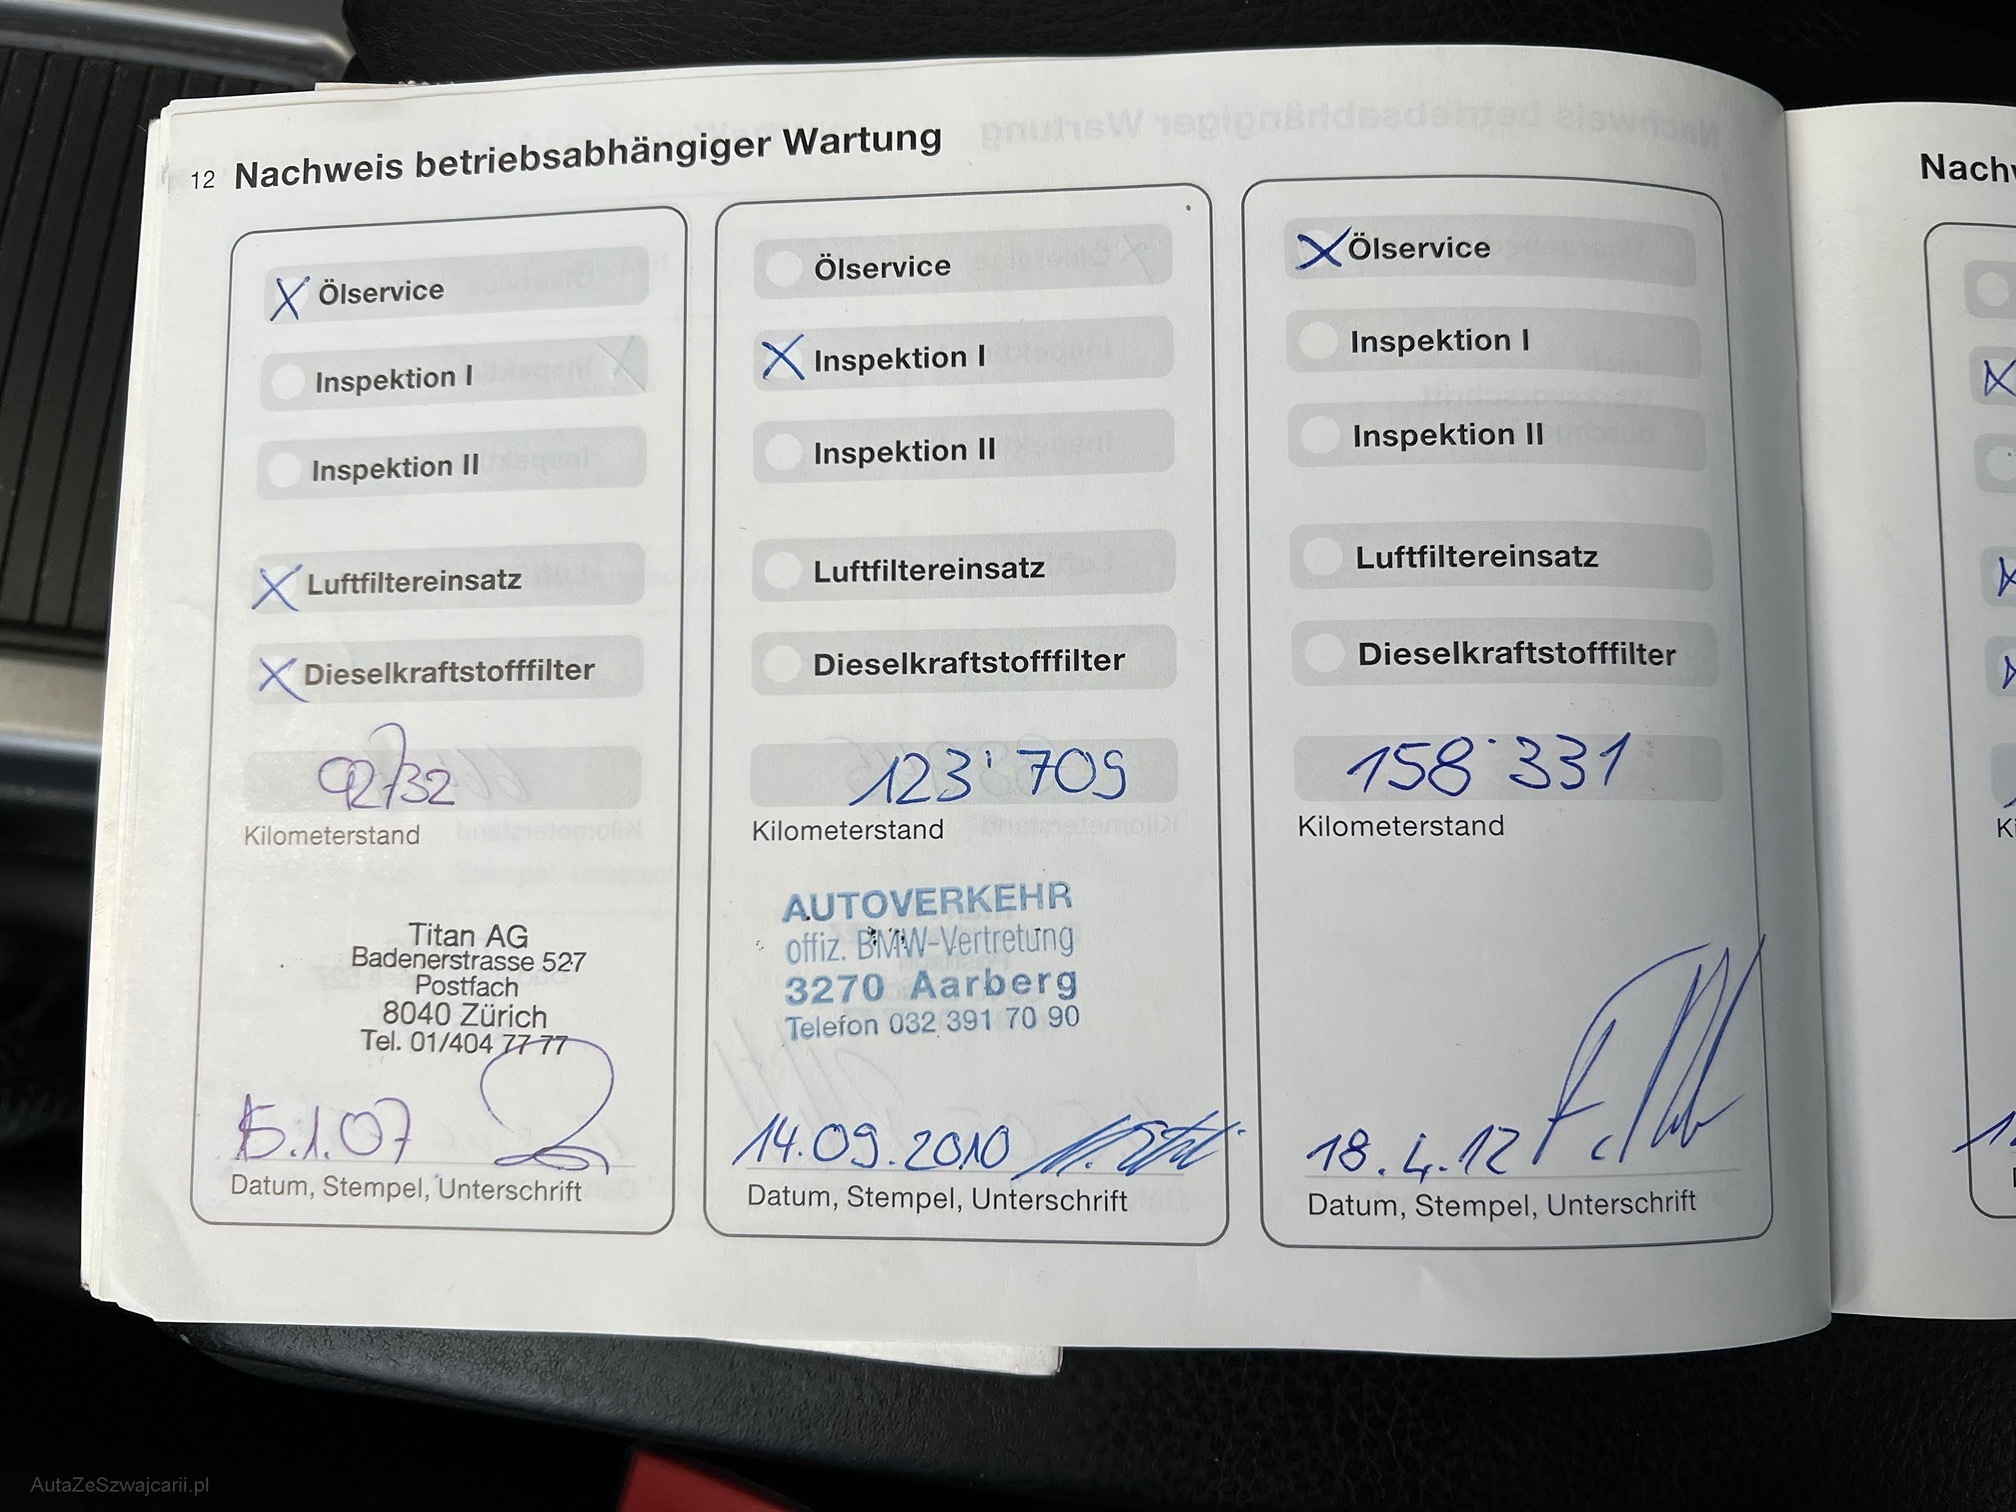 12 Nachweis betriebsabhängiger Wartung
X Ölservice
Inspektion I
Inspektion II
X Luftfiltereinsatz
X Dieselkraftstofffilter
92732
Kilometerstand
Titan AG
Badenerstrasse 527
Postfach
8040 Zürich
Tel. 01/404 77 77
15.1.07
Datum, Stempel, Unterschrift
Ölservice
X Inspektion I
Inspektion II
Luftfiltereinsatz
Dieselkraftstofffilter
123'709
Kilometerstand
AUTOVERKEHR
offiz. BMW-Vertretung
3270 Aarberg
Telefon 032 391 70 90
14.09.2010
Datum, Stempel, Unterschrift
X Ölservice
Inspektion I
Inspektion II
Luftfiltereinsatz
Dieselkraftstofffilter
158'331
Kilometerstand
18.4.12
Datum, Stempel, Unterschrift
Nach
AutaZeSzwajcarii.pl